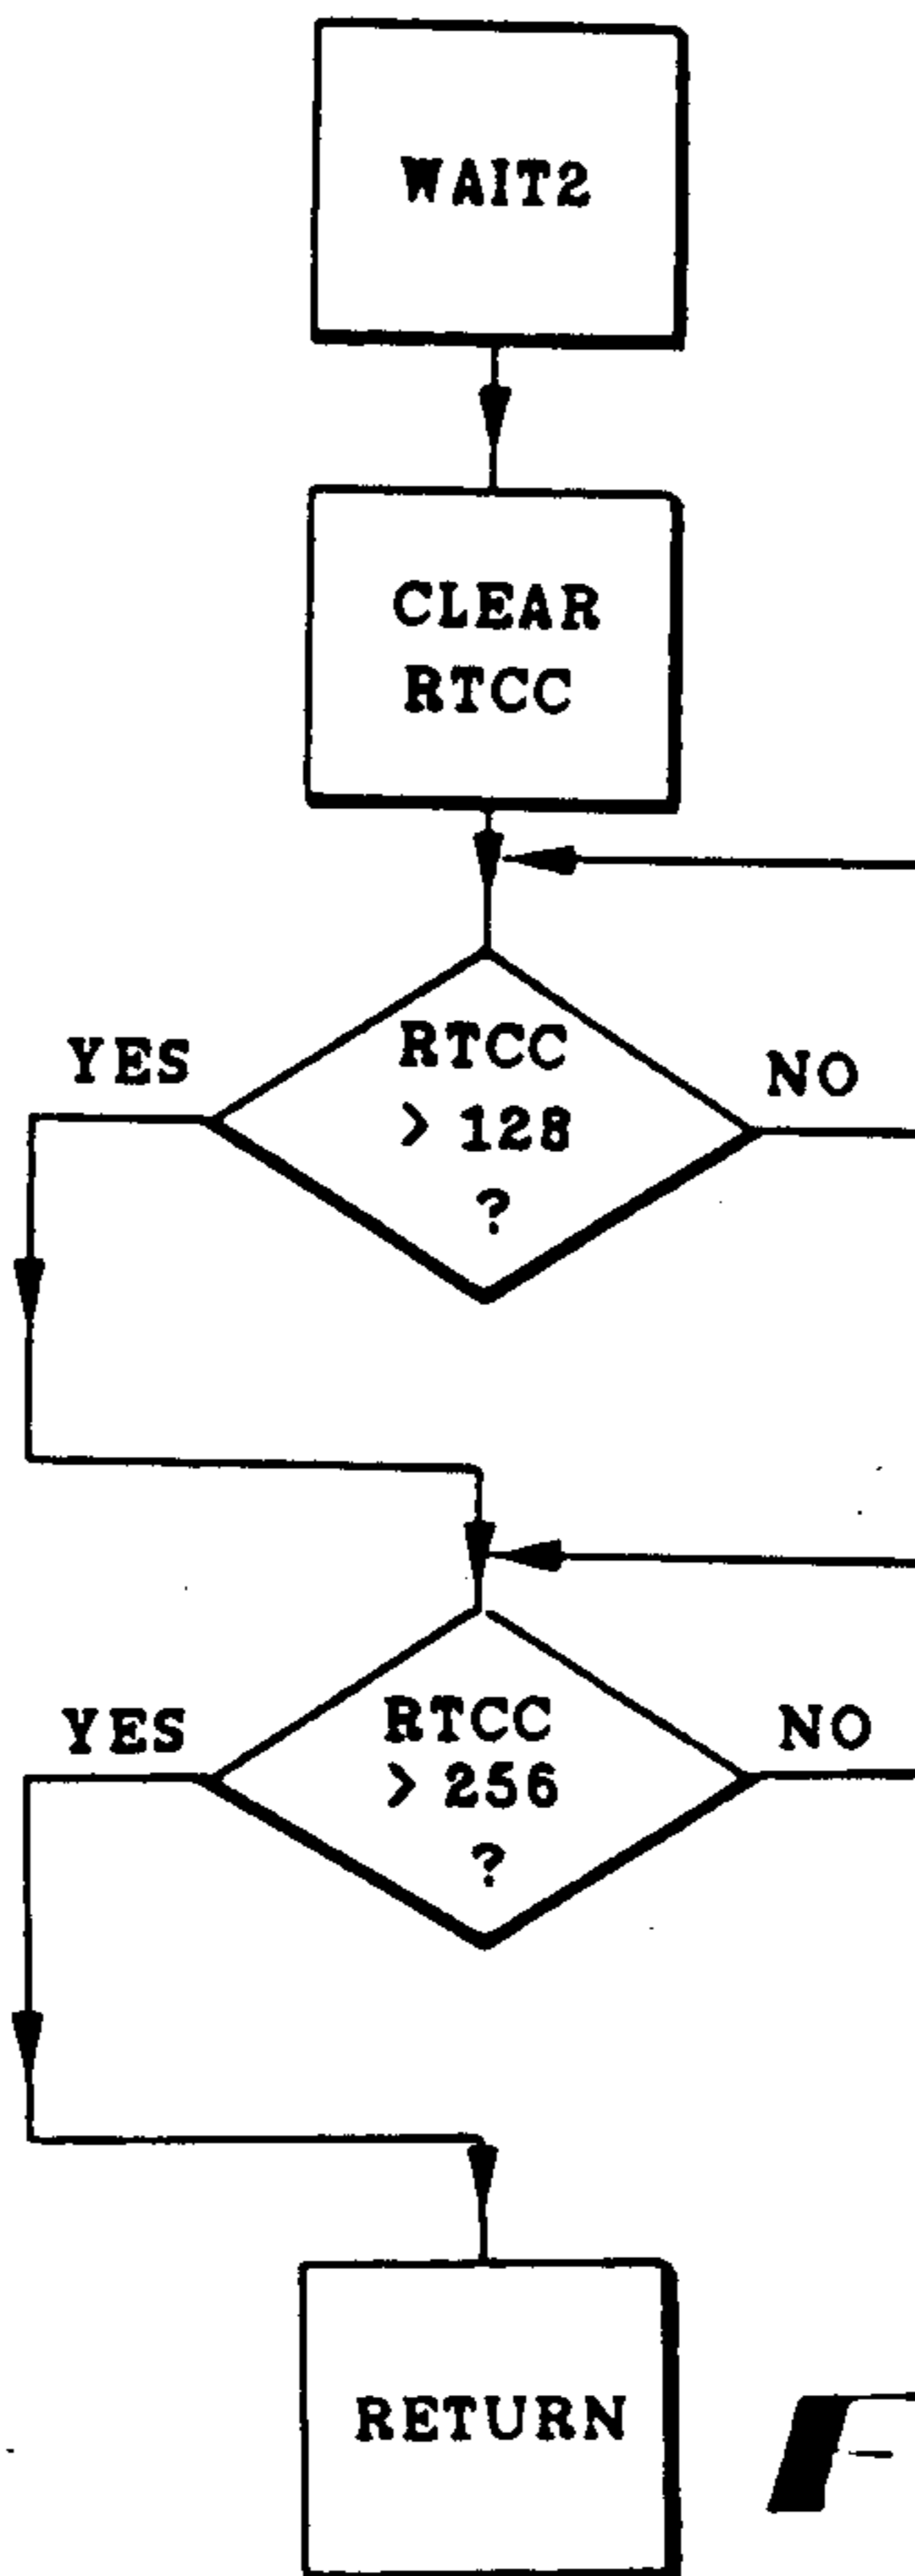 WAIT2
CLEAR
RTCC
RTCC
> 128
?
YES
NO
RTCC
> 256
?
YES
NO
RETURN
F